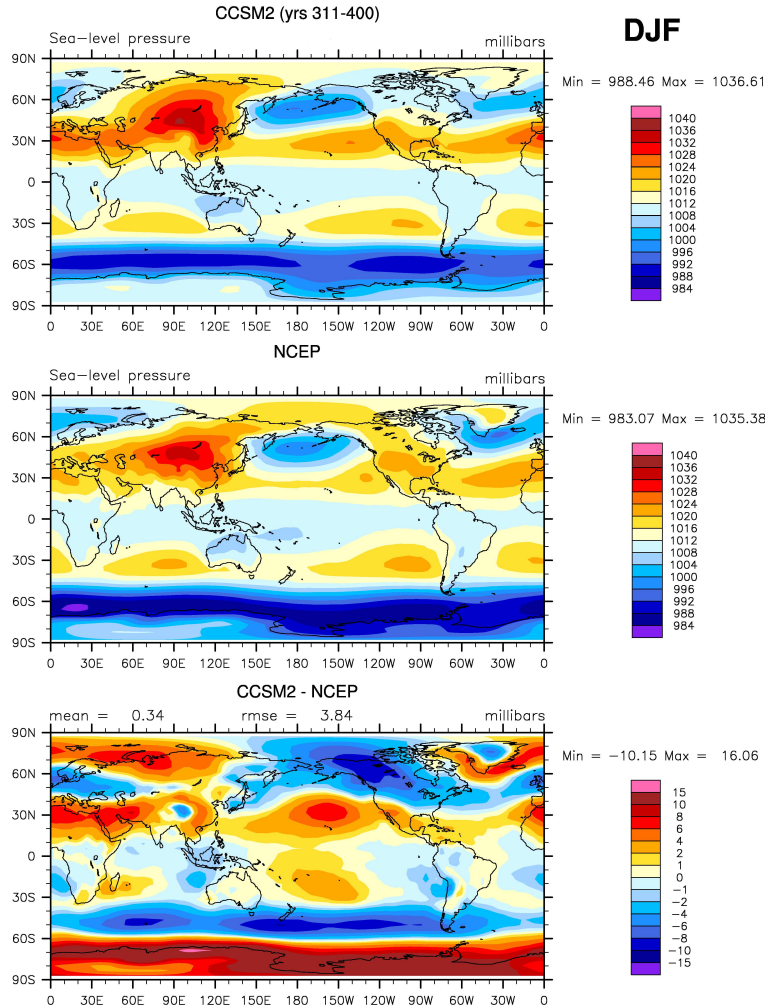 CCSM2 (yrs 311-400)
DJF
Sea-level pressure millibars
Min = 988.46 Max = 1036.61
90N
60N
30N
0
30S
60S
90S
0 30E 60E 90E 120E 150E 180 150W 120W 90W 60W 30W 0
1040
1036
1032
1028
1024
1020
1016
1012
1008
1004
1000
996
992
988
984
NCEP
Sea-level pressure millibars
Min = 983.07 Max = 1035.38
90N
60N
30N
0
30S
60S
90S
0 30E 60E 90E 120E 150E 180 150W 120W 90W 60W 30W 0
1040
1036
1032
1028
1024
1020
1016
1012
1008
1004
1000
996
992
988
984
CCSM2 - NCEP
mean = 0.34 rmse = 3.84 millibars
Min = -10.15 Max = 16.06
90N
60N
30N
0
30S
60S
90S
0 30E 60E 90E 120E 150E 180 150W 120W 90W 60W 30W 0
15
10
8
6
4
2
1
0
-1
-2
-4
-6
-8
-10
-15